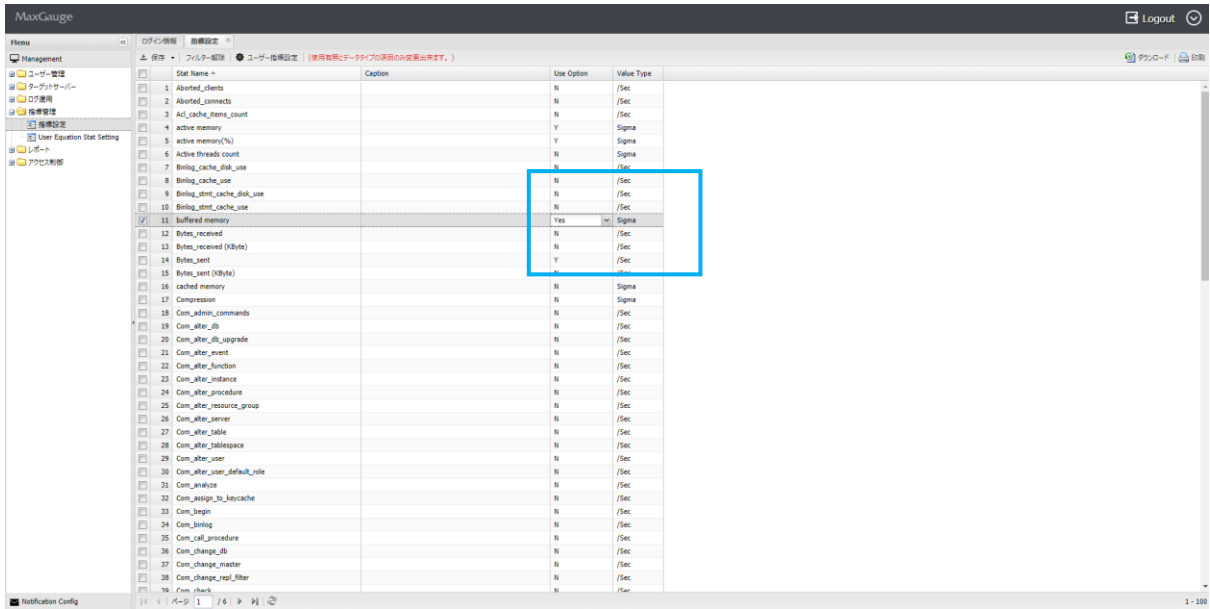 MaxGauge
Logout
Menu
ログイン情報
指標設定
Management
保存
フィルター解除
ユーザー指標設定
(使用有無とデータタイプの項目のみ変更出来ます。)
ダウンロード
印刷
ユーザー管理
ターゲットサーバー
ログ運用
指標管理
指標設定
User Equation Stat Setting
レポート
アクセス制御
Stat Name Caption Use Option Value Type
1 Aborted_clients N /Sec
2 Aborted_connects N /Sec
3 Acl_cache_items_count N /Sec
4 active memory Y Sigma
5 active memory(%) Y Sigma
6 Active threads count N Sigma
7 Binlog_cache_disk_use N /Sec
8 Binlog_cache_use N /Sec
9 Binlog_stmt_cache_disk_use N /Sec
10 Binlog_stmt_cache_use N /Sec
11 buffered memory Yes Sigma
12 Bytes_received N /Sec
13 Bytes_received (KByte) N /Sec
14 Bytes_sent Y /Sec
15 Bytes_sent (KByte) N /Sec
16 cached memory N Sigma
17 Compression N Sigma
18 Com_admin_commands N /Sec
19 Com_alter_db N /Sec
20 Com_alter_db_upgrade N /Sec
21 Com_alter_event N /Sec
22 Com_alter_function N /Sec
23 Com_alter_instance N /Sec
24 Com_alter_procedure N /Sec
25 Com_alter_resource_group N /Sec
26 Com_alter_server N /Sec
27 Com_alter_table N /Sec
28 Com_alter_tablespace N /Sec
29 Com_alter_user N /Sec
30 Com_alter_user_default_role N /Sec
31 Com_analyze N /Sec
32 Com_assign_to_keycache N /Sec
33 Com_begin N /Sec
34 Com_binlog N /Sec
35 Com_call_procedure N /Sec
36 Com_change_db N /Sec
37 Com_change_master N /Sec
38 Com_change_repl_filter N /Sec
39 Com_check N /Sec
Notification Config
ページ 1 / 6
1 - 100